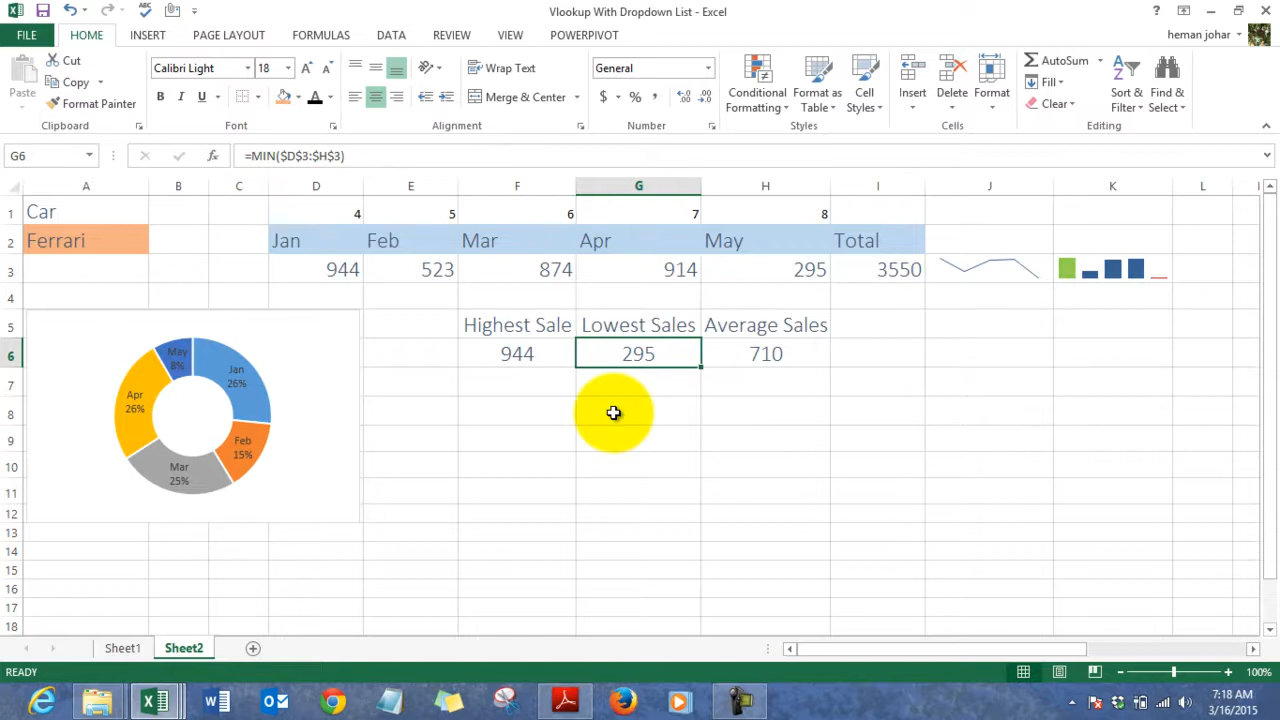 Vlookup With Dropdown List - Excel
?
FILE HOME INSERT PAGE LAYOUT FORMULAS DATA REVIEW VIEW POWERPIVOT heman johar
Paste
Cut
Copy
Format Painter
Clipboard
Calibri Light 18
B I U
Font
Wrap Text
Merge & Center
Alignment
General
$ % ,
Number
Conditional Formatting
Format as Table
Cell Styles
Styles
Insert
Delete
Format
Cells
AutoSum
Fill
Clear
Sort & Filter
Find & Select
Editing
G6 fx =MIN($D$3:$H$3)
A B C D E F G H I J K L
1 Car 4 5 6 7 8
2 Ferrari Jan Feb Mar Apr May Total
3 944 523 874 914 295 3550
4
5 Highest Sale Lowest Sales Average Sales
6 944 295 710
7
8
9
10
11
12
13
14
15
16
17
18
May
8%
Jan
26%
Apr
26%
Feb
15%
Mar
25%
Sheet1 Sheet2
READY 100%
7:18 AM
3/16/2015